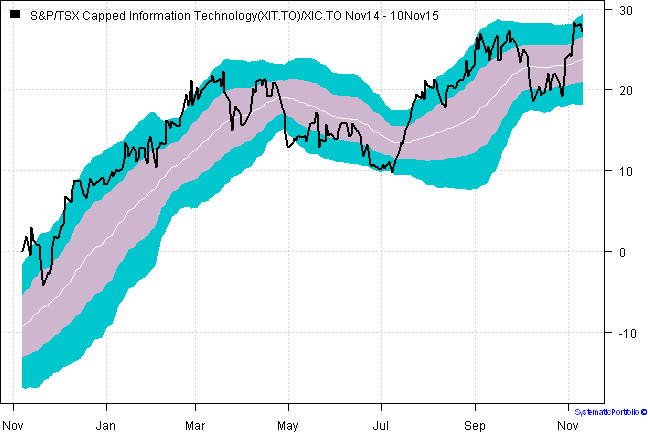 S&P/TSX Capped Information Technology(XIT.TO)/XIC.TO Nov14 - 10Nov15
30
20
10
0
-10
Nov Jan Mar May Jul Sep Nov
SystematicPortfolio ©